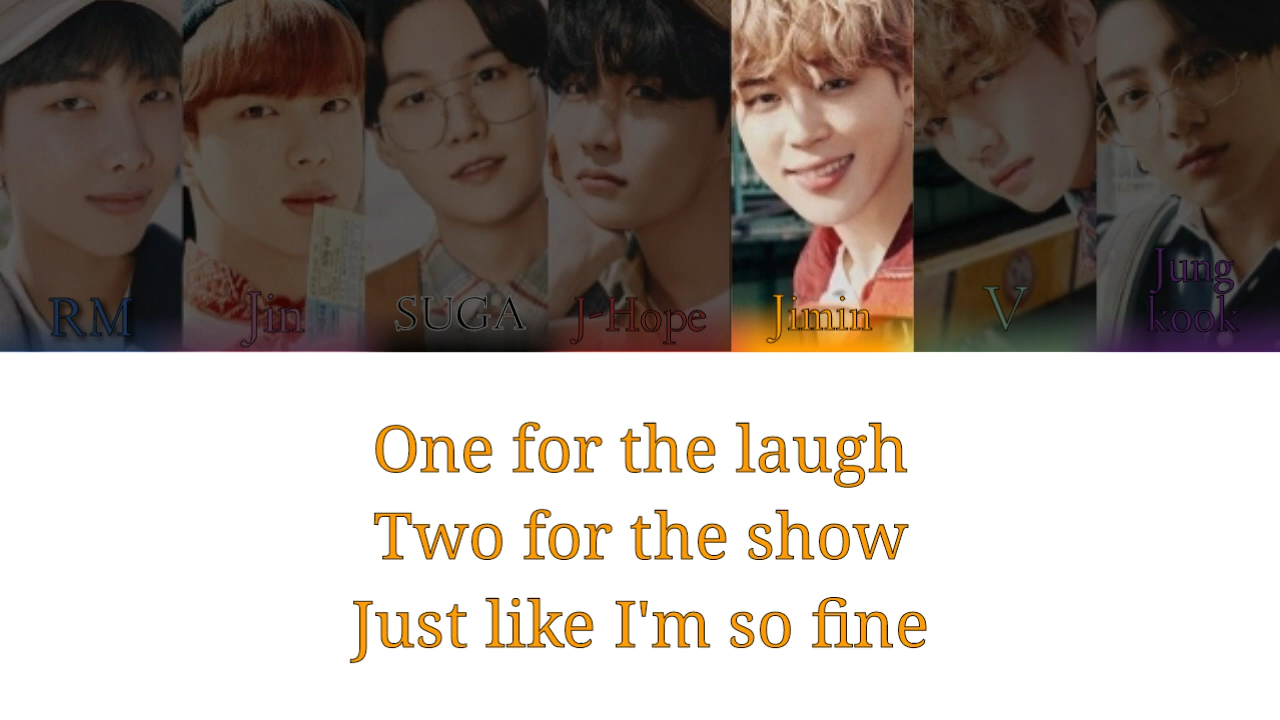 RM
Jin
SUGA
J-Hope
Jimin
V
Jung
kook
One for the laugh
Two for the show
Just like I'm so fine